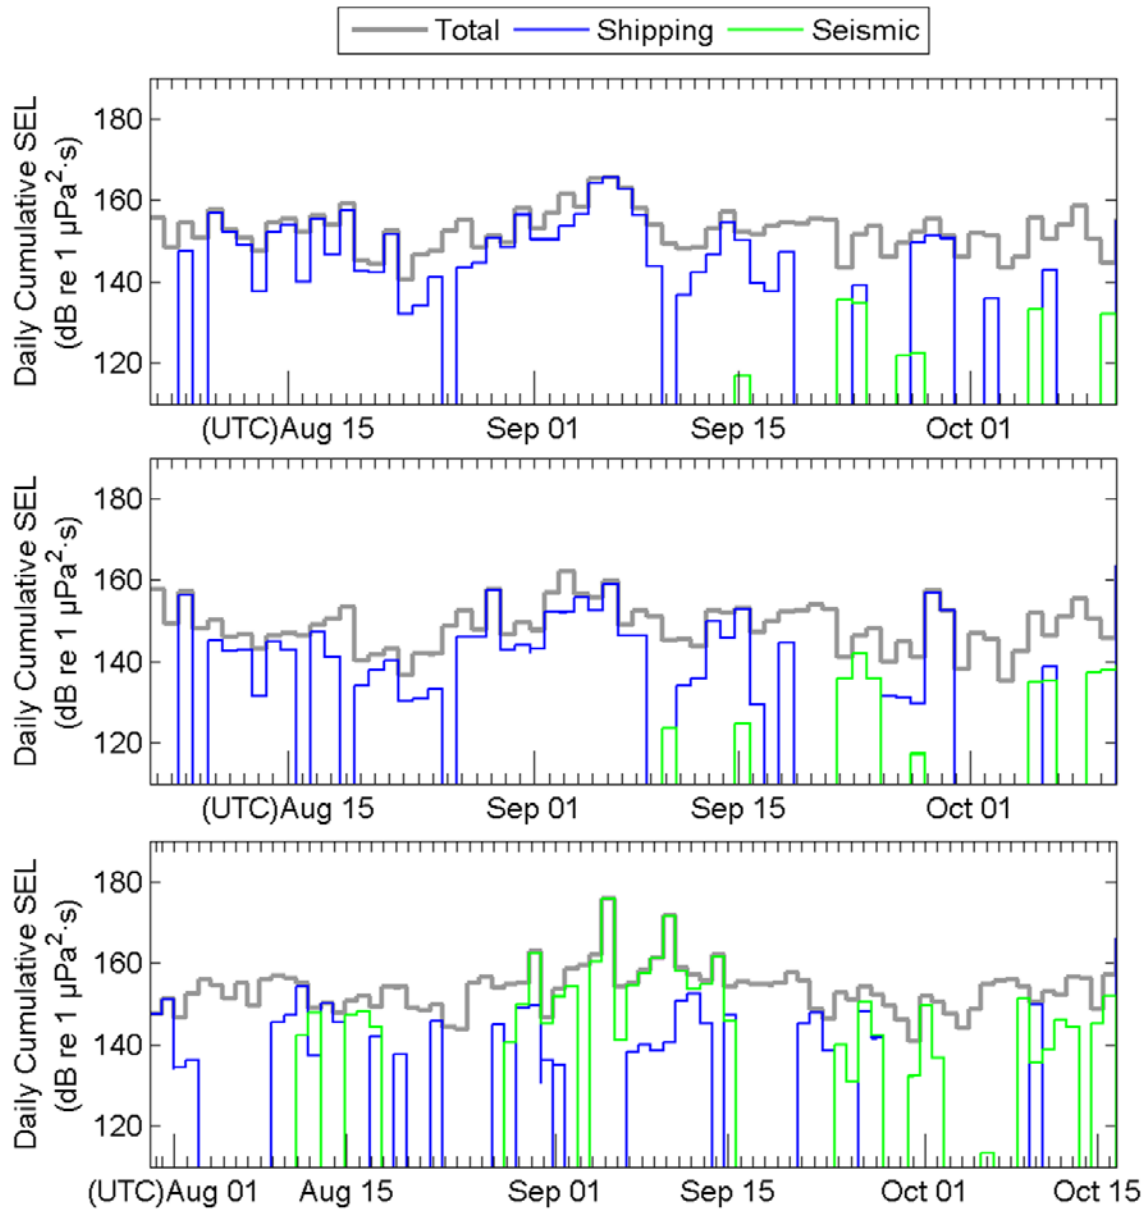 Total Shipping Seismic
Daily Cumulative SEL
(dB re 1 µPa²·s)
180
160
140
120
(UTC)Aug 15 Sep 01 Sep 15 Oct 01
Daily Cumulative SEL
(dB re 1 µPa²·s)
180
160
140
120
(UTC)Aug 15 Sep 01 Sep 15 Oct 01
Daily Cumulative SEL
(dB re 1 µPa²·s)
180
160
140
120
(UTC)Aug 01 Aug 15 Sep 01 Sep 15 Oct 01 Oct 15